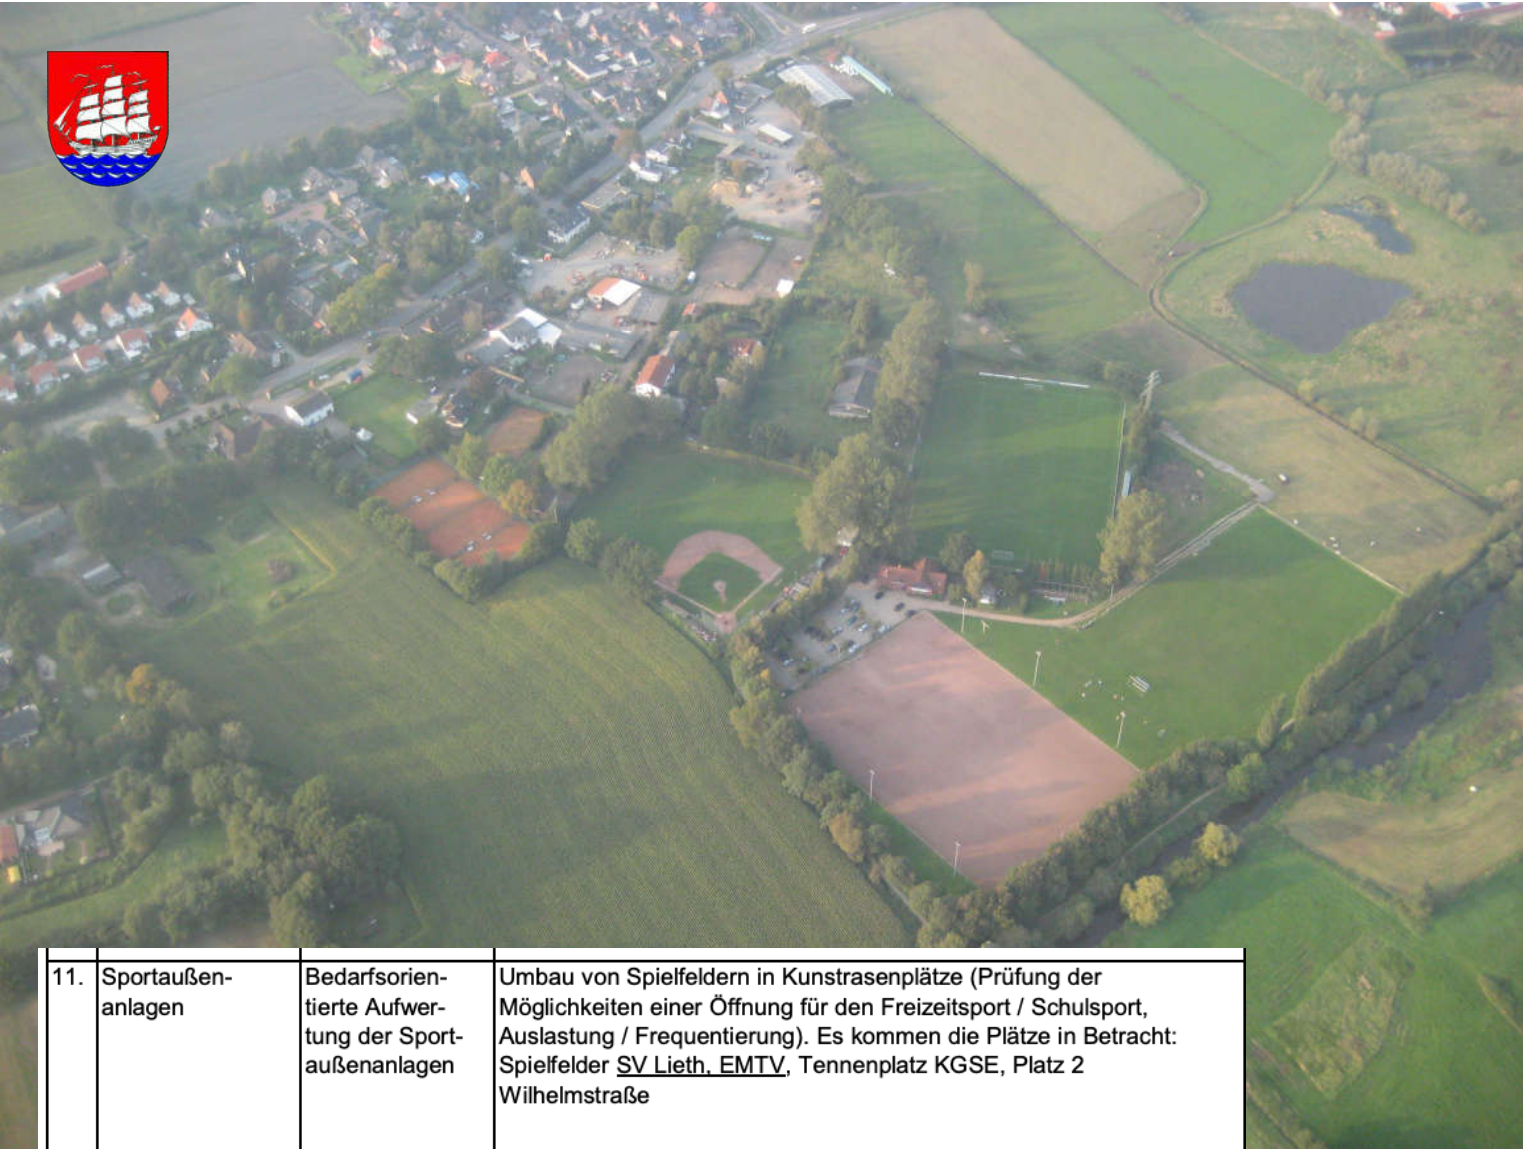 11. Sportaußen- Bedarfsorien- Umbau von Spielfeldern in Kunstrasenplätze (Prüfung der
anlagen tierte Aufwer- Möglichkeiten einer Öffnung für den Freizeitsport / Schulsport,
tung der Sport- Auslastung / Frequentierung). Es kommen die Plätze in Betracht:
außenanlagen Spielfelder SV Lieth, EMTV, Tennenplatz KGSE, Platz 2
Wilhelmstraße